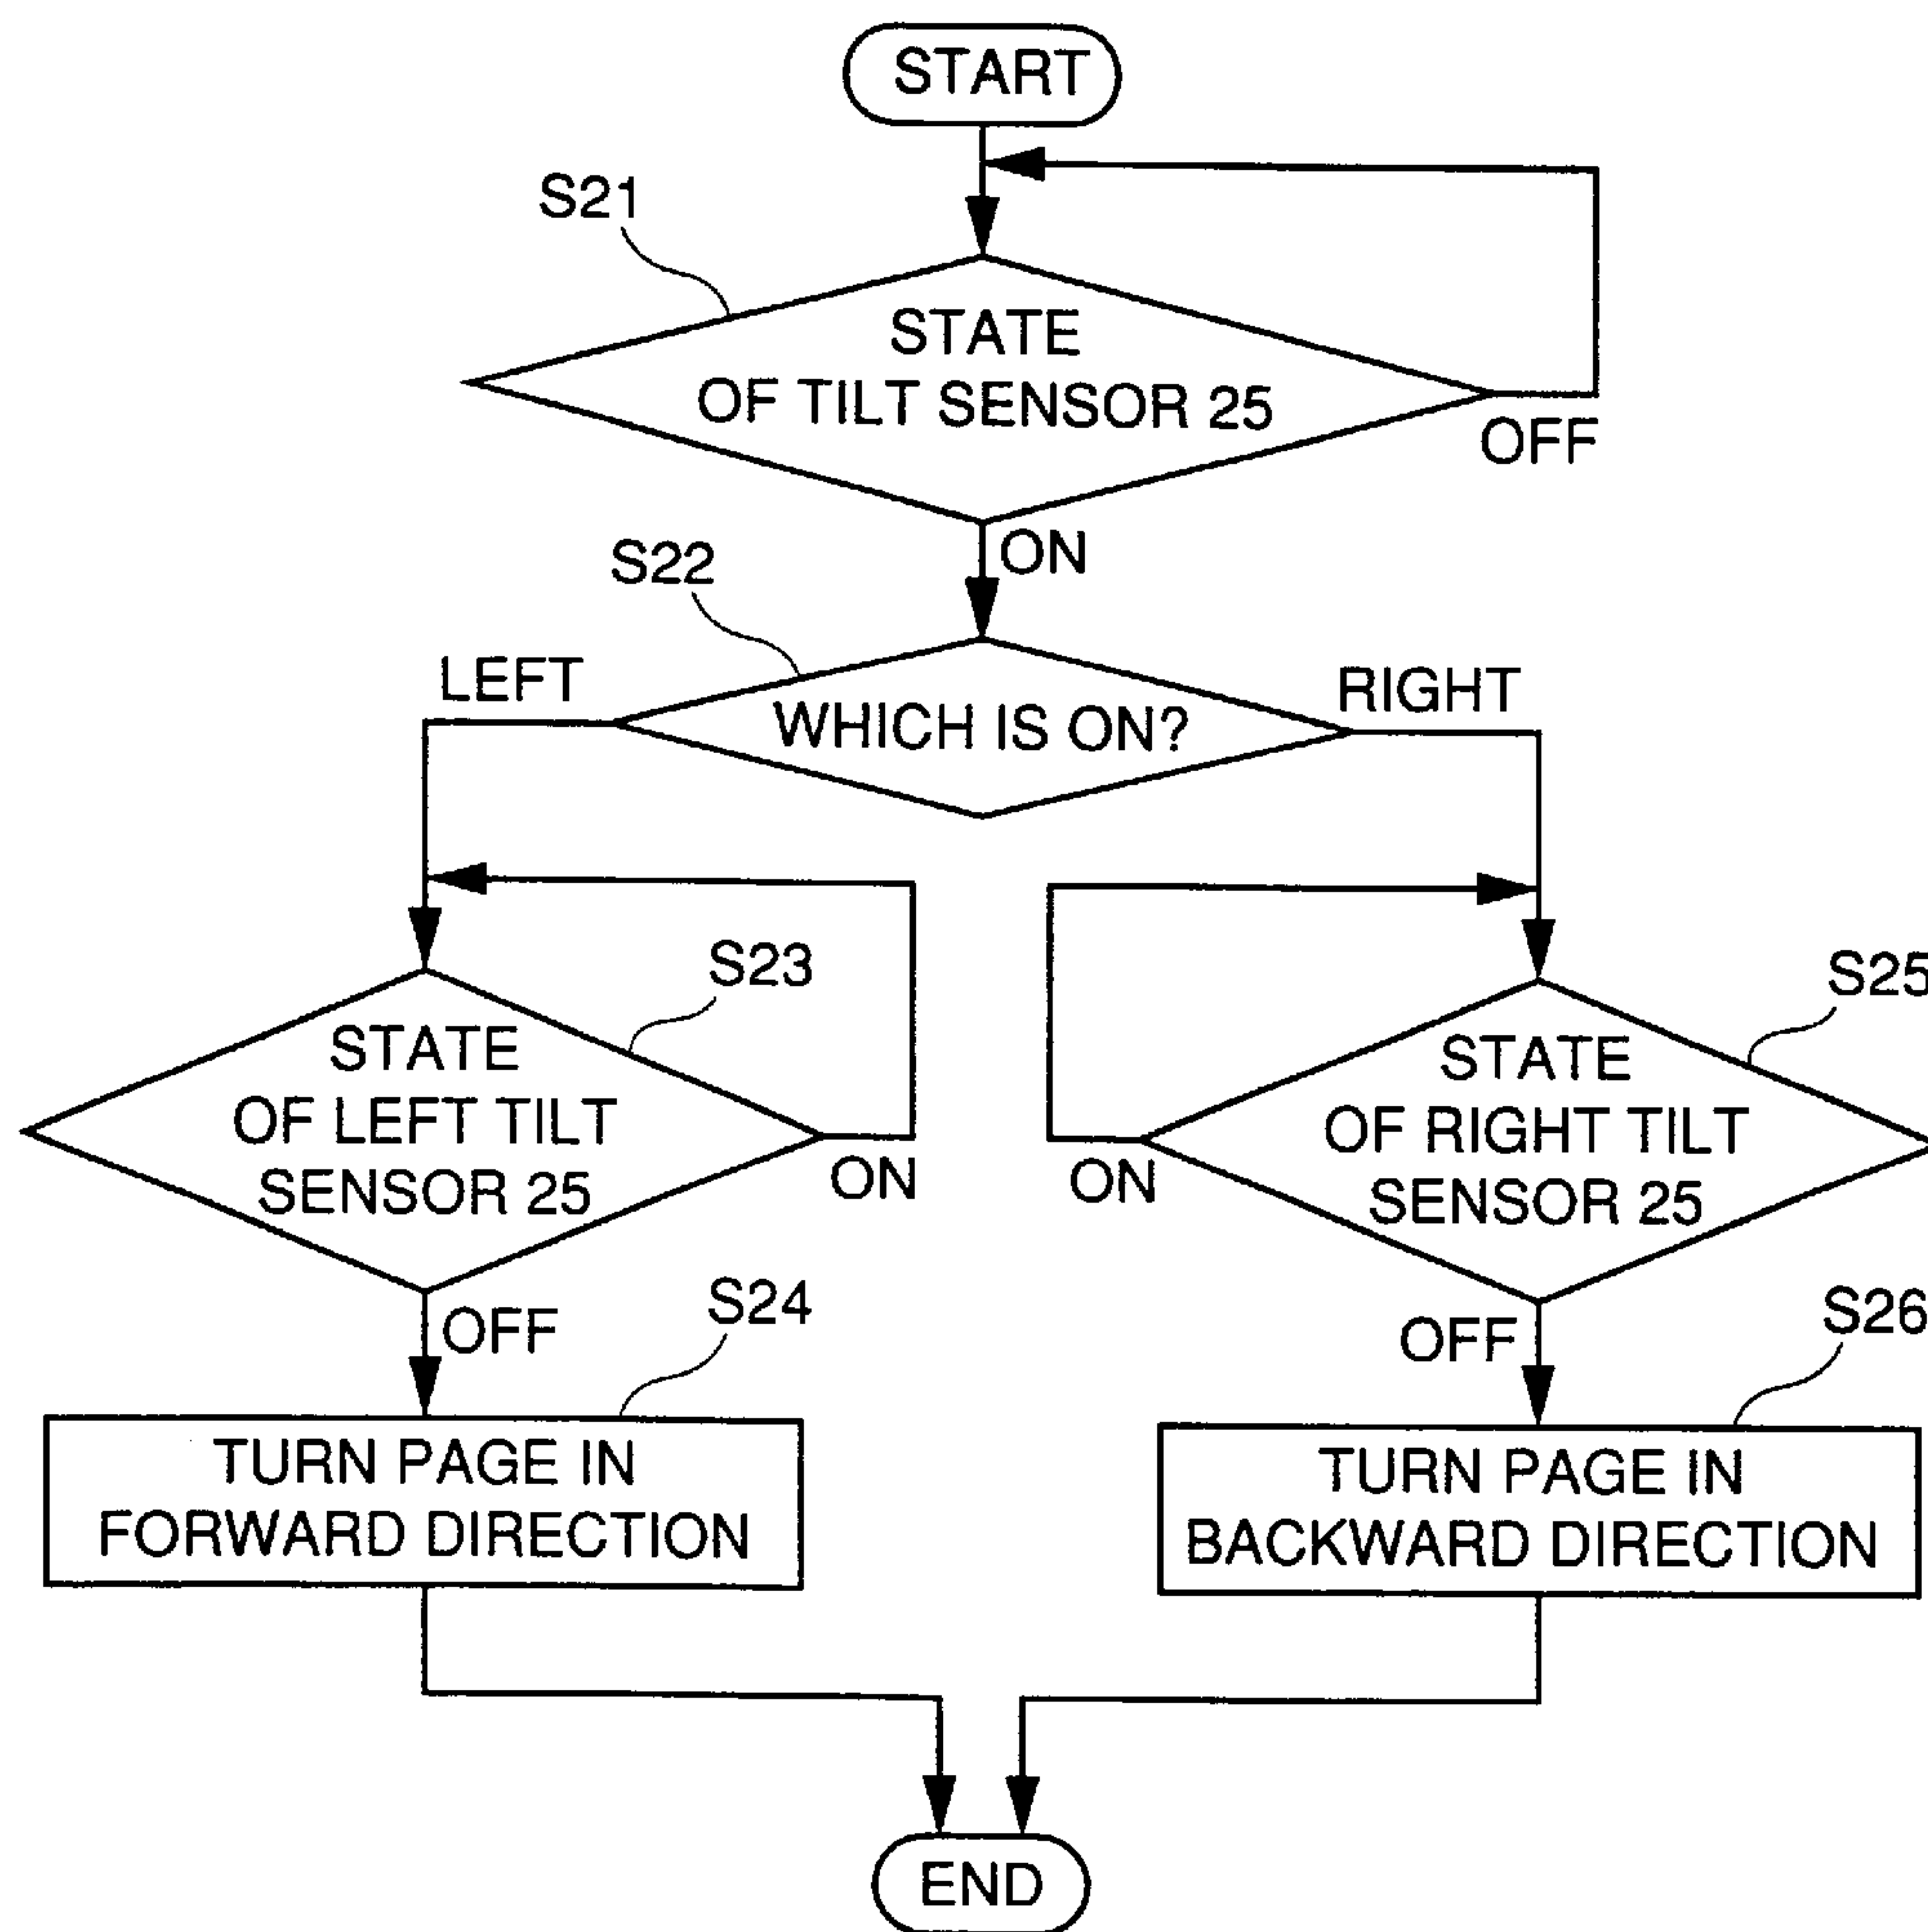 START
S21
STATE
OF TILT SENSOR 25
OFF
ON
S22
LEFT
WHICH IS ON?
RIGHT
S23
STATE
OF LEFT TILT
SENSOR 25
ON
S25
STATE
OF RIGHT TILT
SENSOR 25
ON
OFF
S24
OFF
S26
TURN PAGE IN
FORWARD DIRECTION
TURN PAGE IN
BACKWARD DIRECTION
END